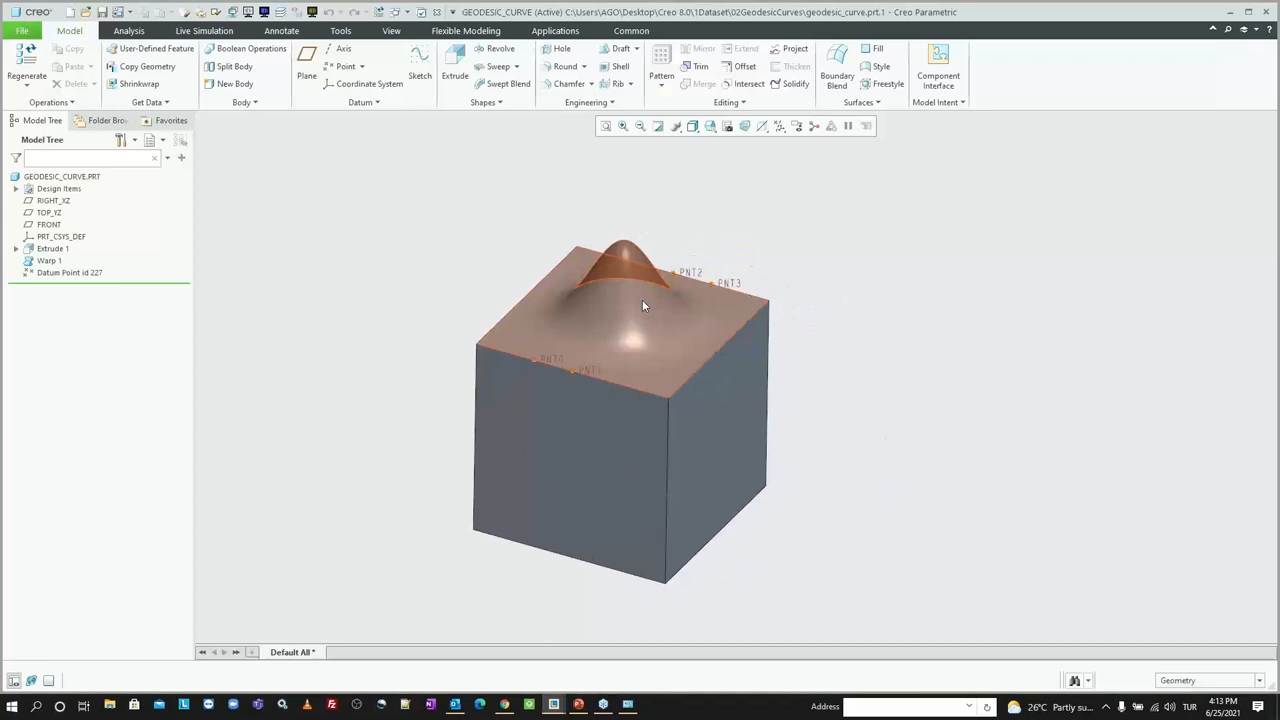 creo
GEODESIC_CURVE (Active) C:\Users\AGO\Desktop\Creo 8.0\1Dataset\02GeodesicCurves\geodesic_curve.prt.1 - Creo Parametric
File Model Analysis Live Simulation Annotate Tools View Flexible Modeling Applications Common
Copy User-Defined Feature Boolean Operations Axis Revolve Hole Draft Mirror Extend Project Fill
Paste Copy Geometry Split Body Point Sweep Round Shell Trim Offset Thicken Style
Regenerate Plane Sketch Extrude Pattern Boundary Blend Component Interface
Delete Shrinkwrap New Body Coordinate System Swept Blend Chamfer Rib Merge Intersect Solidify Freestyle
Operations Get Data Body Datum Shapes Engineering Editing Surfaces Model Intent
Model Tree Folder Brow Favorites
Model Tree
GEODESIC_CURVE.PRT
Design Items
RIGHT_XZ
TOP_YZ
FRONT
PRT_CSYS_DEF
Extrude 1
Warp 1
Datum Point id 227
PNT2
PNT3
PNT0
PNT1
Default All *
Geometry
Address
26°C Partly su...
TUR
4:13 PM
6/25/2021